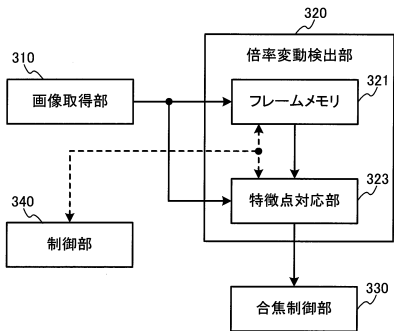 320
倍率変動検出部
310
画像取得部
321
フレームメモリ
340
制御部
323
特徴点対応部
330
合焦制御部